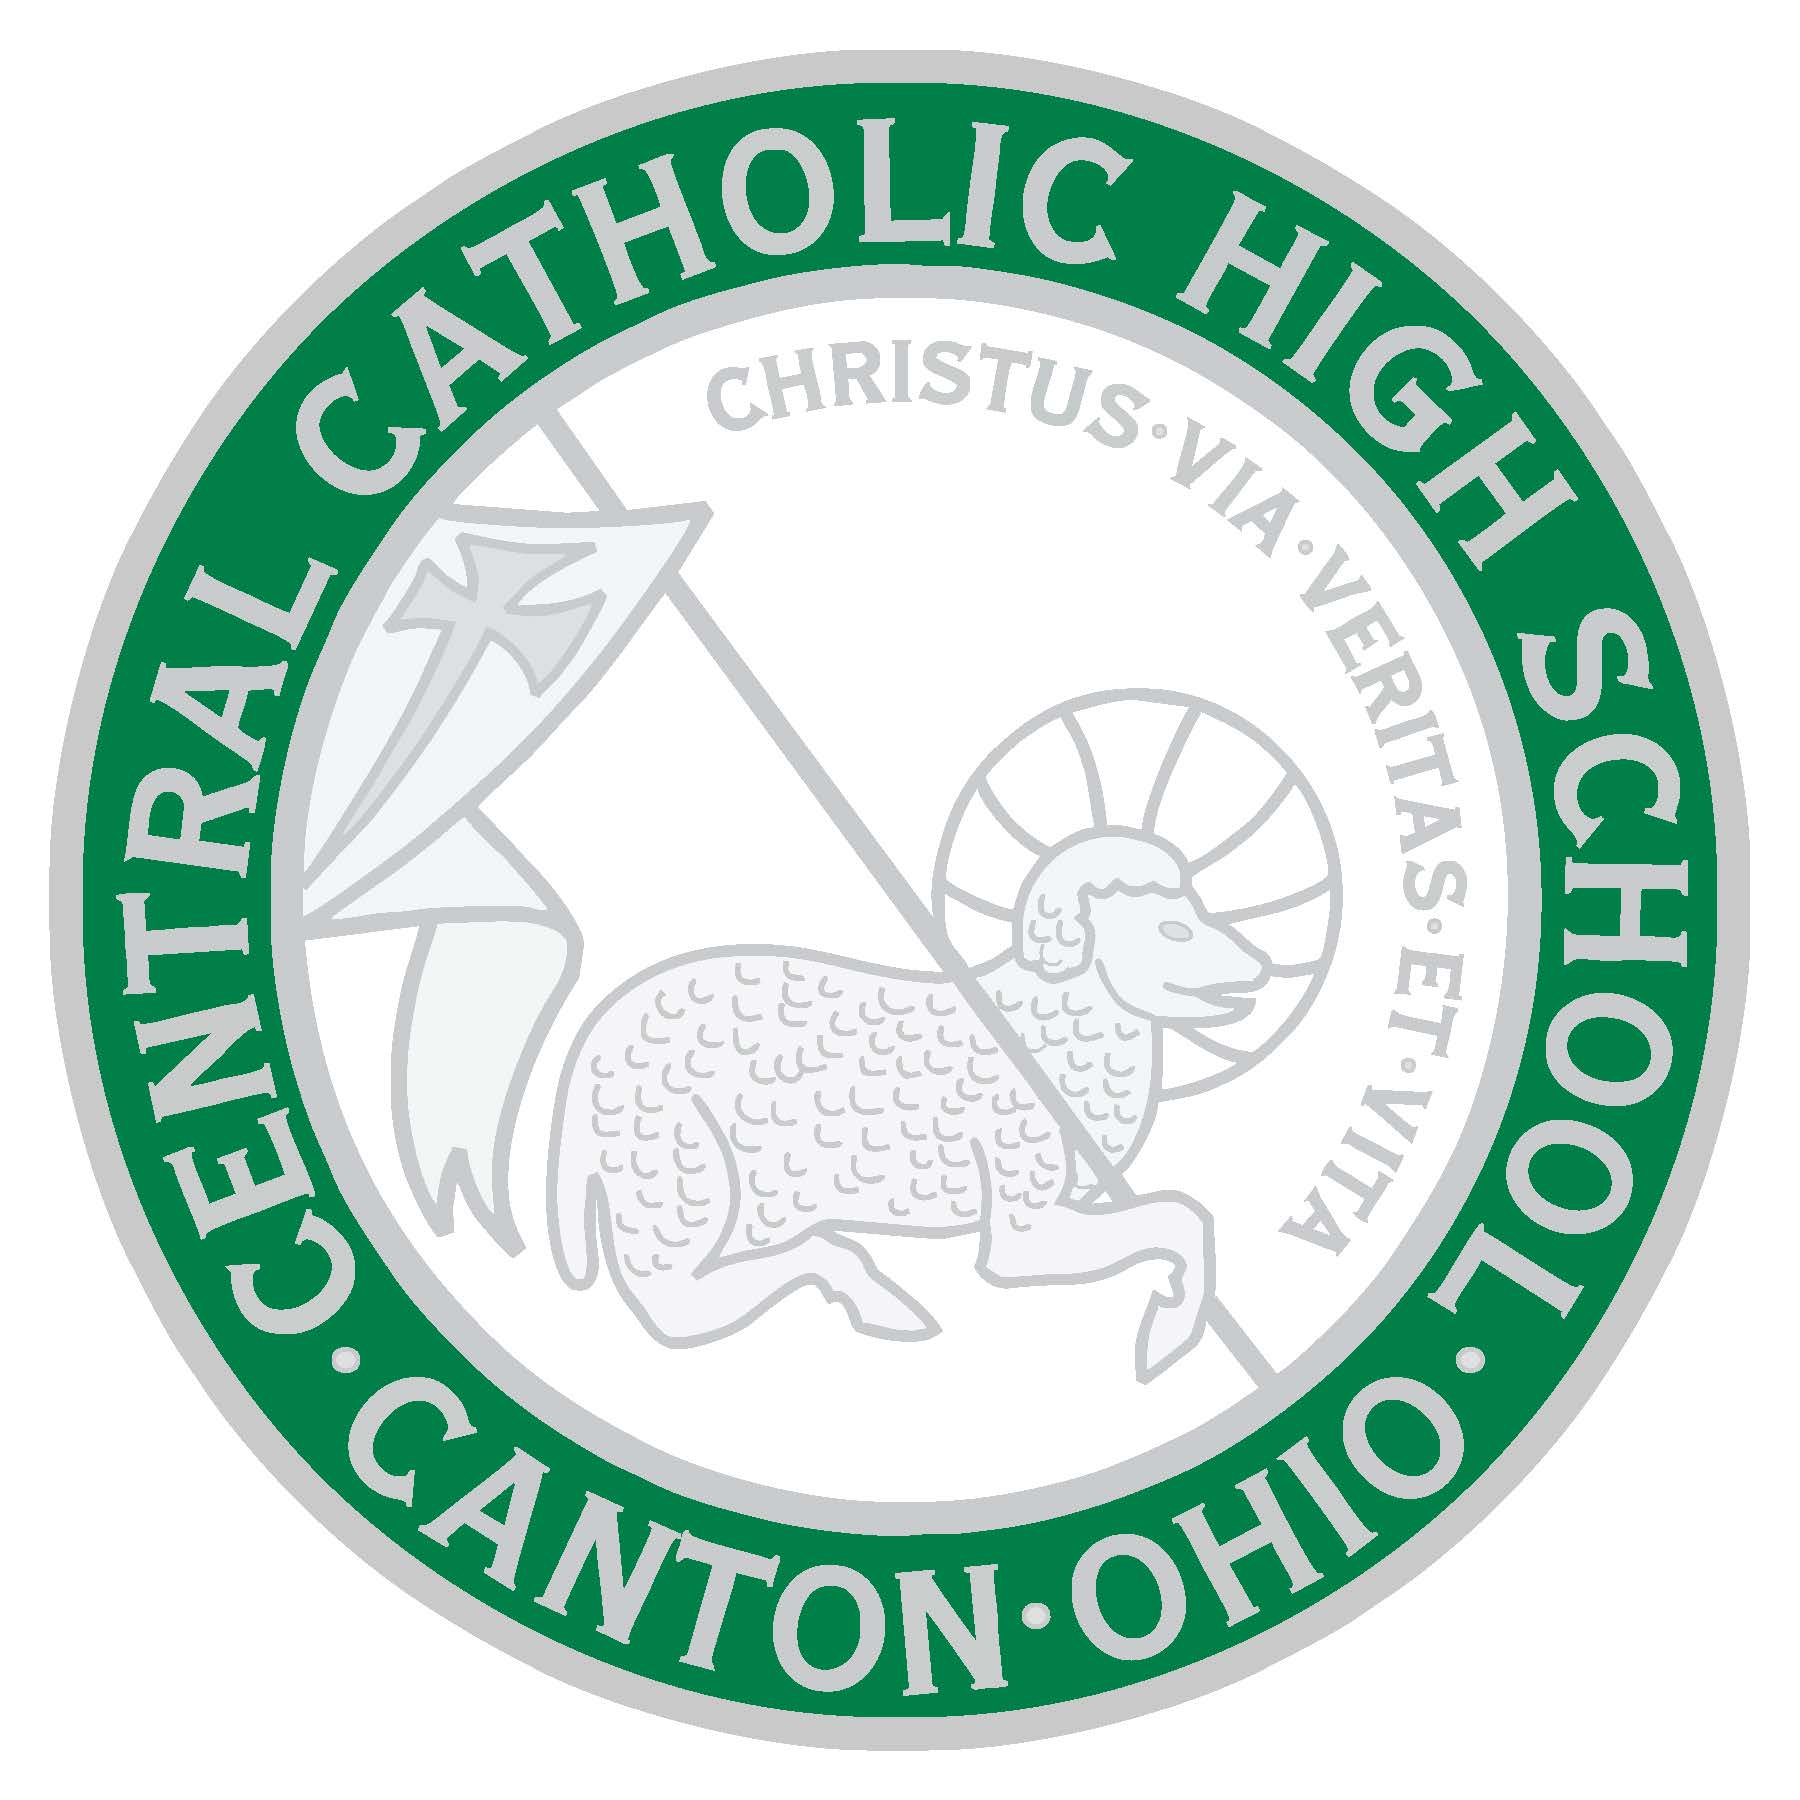 CENTRAL CATHOLIC HIGH SCHOOL
·CANTON·OHIO·
CHRISTUS·VIA·VERITAS·ET·VITA